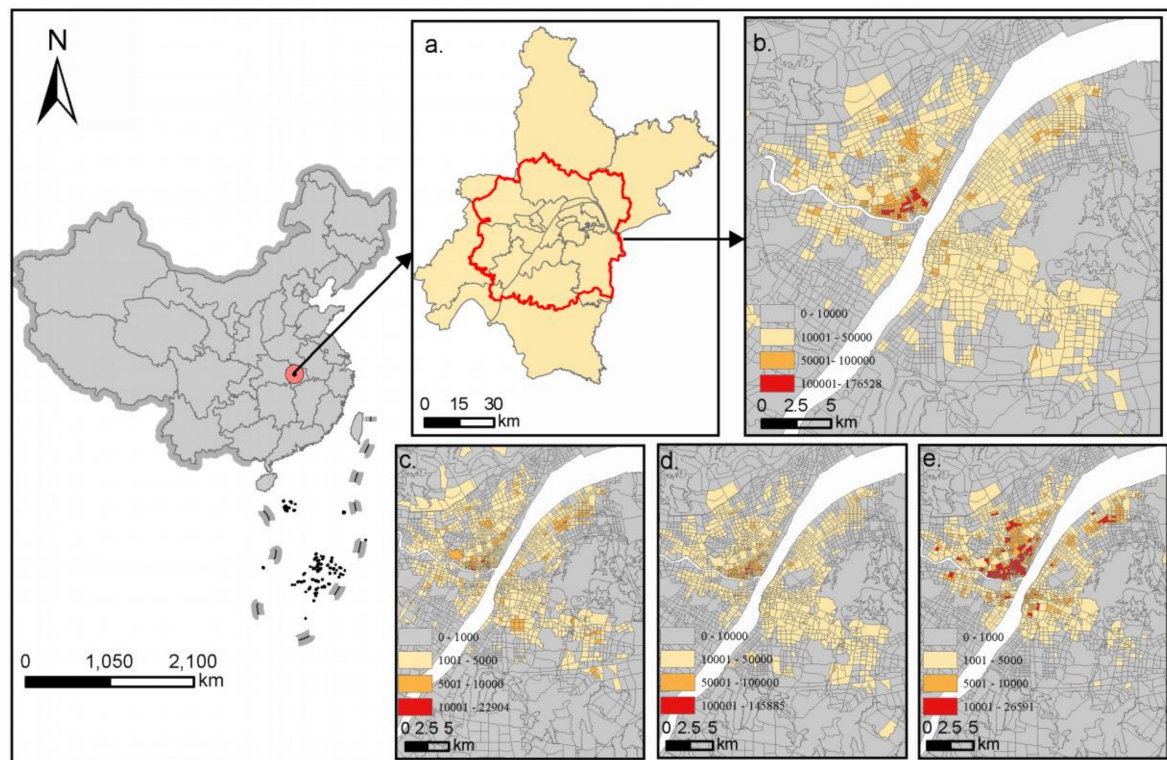 N
0 1,050 2,100
km
a.
0 15 30
km
b.
0 - 10000
10001 - 50000
50001 - 100000
100001 - 176528
0 2.5 5
km
c.
0 - 1000
1001 - 5000
5001 - 10000
10001 - 22904
0 2.5 5
km
d.
0 - 10000
10001 - 50000
50001 - 100000
100001 - 145885
0 2.5 5
km
e.
0 - 1000
1001 - 5000
5001 - 10000
10001 - 26591
0 2.5 5
km